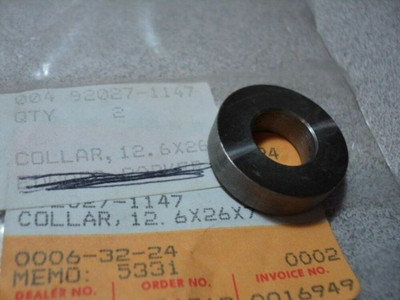 004 92027-1147
QTY 2
COLLAR, 12.6X26
92027-1147
COLLAR, 12.6X26X7
0006-32-24 0002
MEMO: 5331
DEALER NO. ORDER NO. INVOICE NO.
0016949